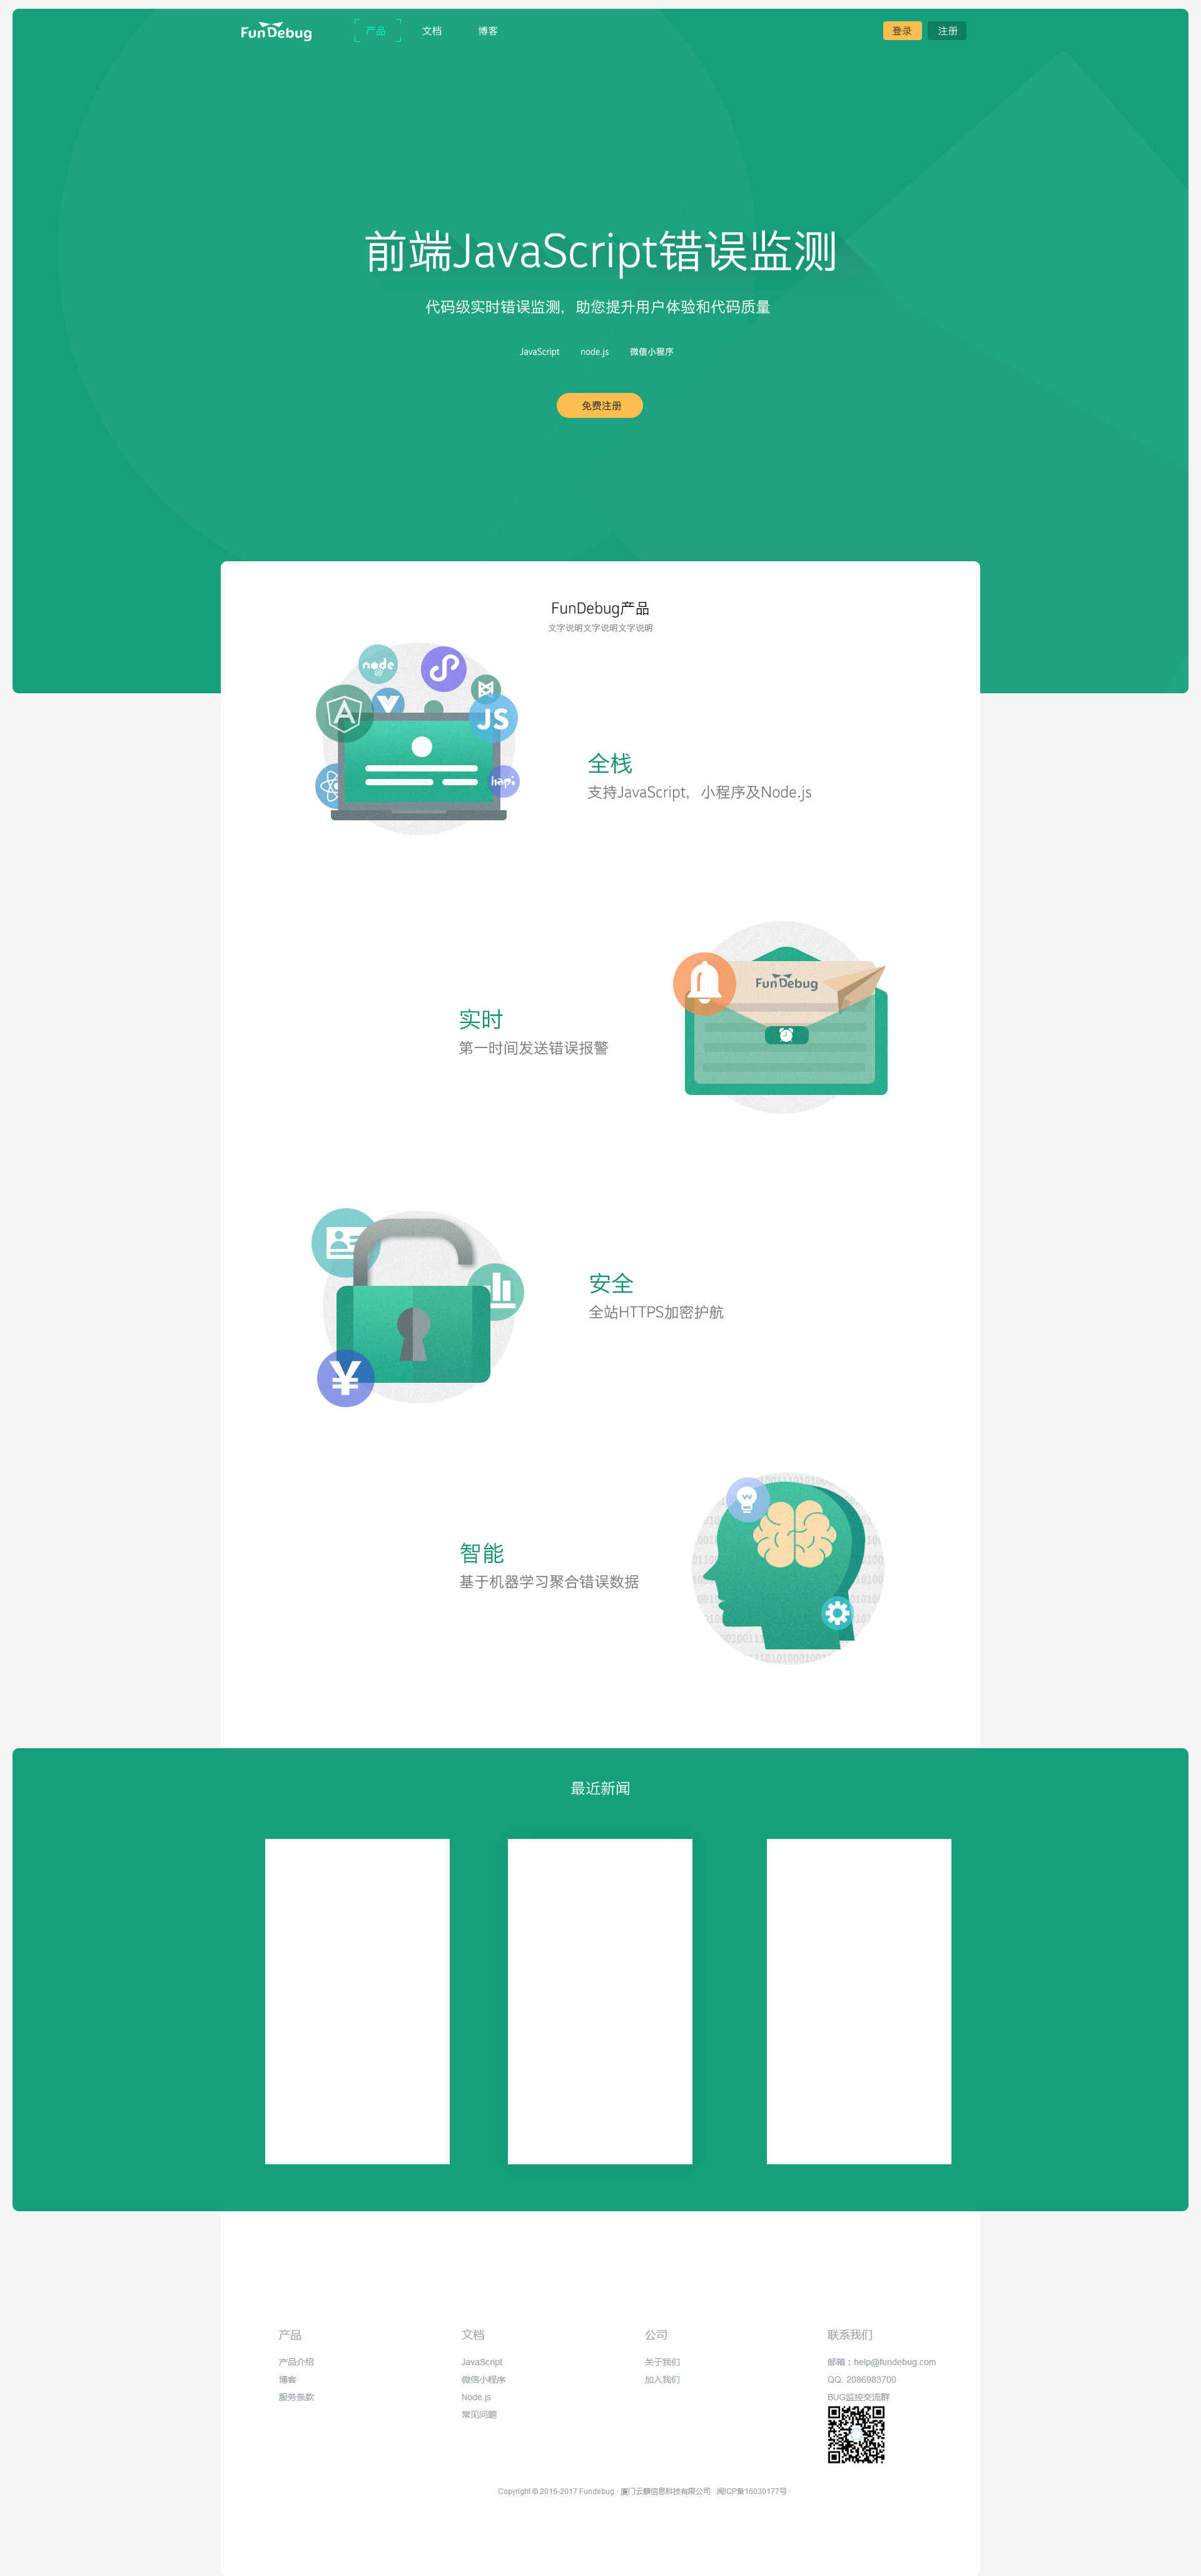 FunDebug
产品 文档 博客
登录 注册
前端JavaScript错误监测
代码级实时错误监测，助您提升用户体验和代码质量
JavaScript node.js 微信小程序
免费注册
FunDebug产品
文字说明文字说明文字说明
node
JS
hapi
全栈
支持JavaScript，小程序及Node.js
FunDebug
实时
第一时间发送错误报警
安全
全站HTTPS加密护航
¥
智能
基于机器学习聚合错误数据
最近新闻
产品
产品介绍
博客
服务条款
文档
JavaScript
微信小程序
Node.js
常见问题
公司
关于我们
加入我们
联系我们
邮箱：help@fundebug.com
QQ: 2086983700
BUG监控交流群
Copyright © 2016-2017 Fundebug · 厦门云麒信息科技有限公司 · 闽ICP备16030177号 ·